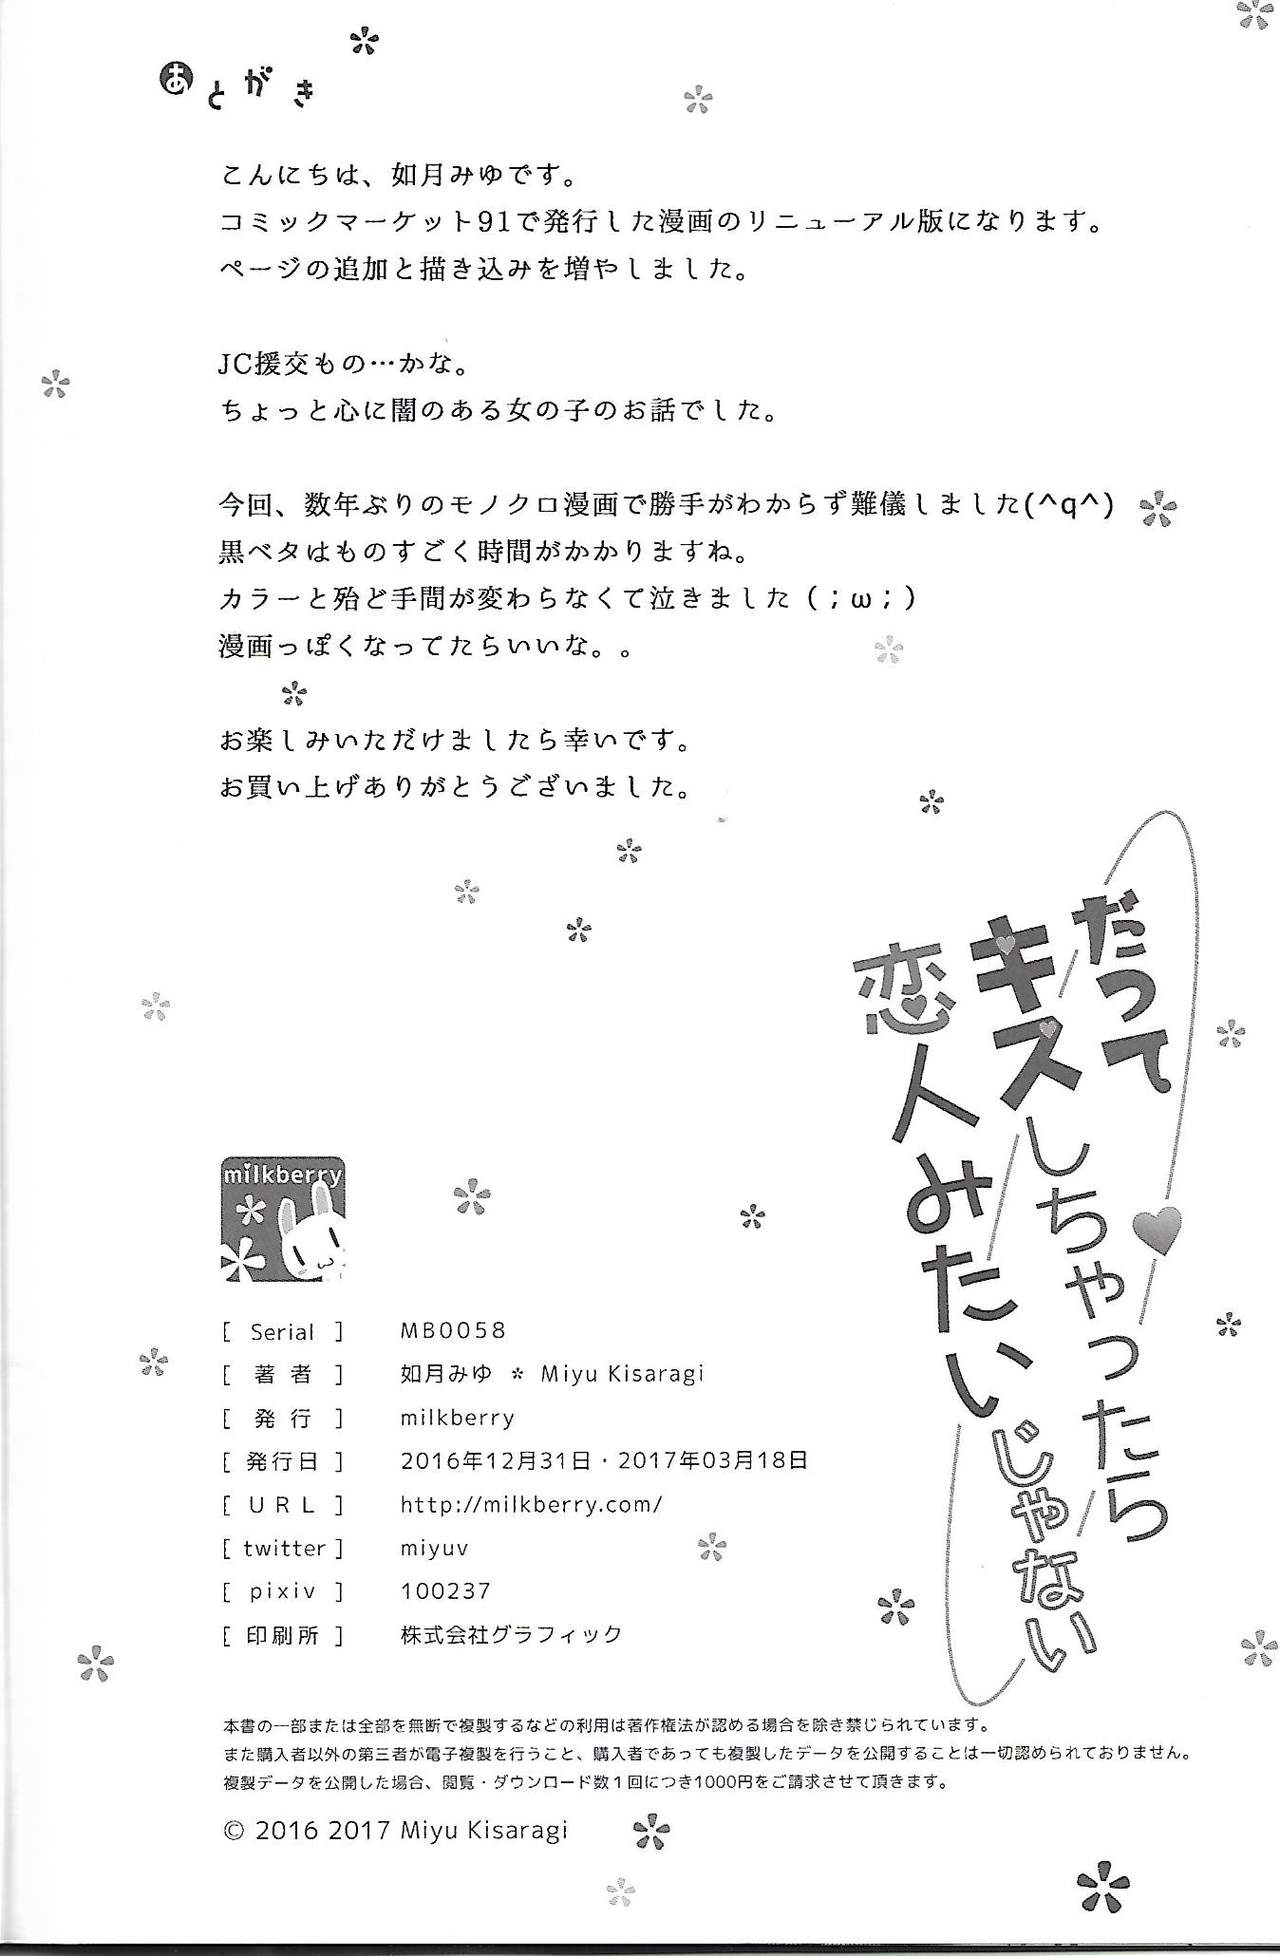 あとがき
こんにちは、如月みゆです。
コミックマーケット91で発行した漫画のリニューアル版になります。
ページの追加と描き込みを増やしました。
JC援交もの…かな。
ちょっと心に闇のある女の子のお話でした。
今回、数年ぶりのモノクロ漫画で勝手がわからず難儀しました(^q^)
黒ベタはものすごく時間がかかりますね。
カラーと殆ど手間が変わらなくて泣きました（；ω；）
漫画っぽくなってたらいいな。。
お楽しみいただけましたら幸いです。
お買い上げありがとうございました。
だって
キスしちゃったら
恋人みたいじゃない
milkberry
[ Serial ] MB0058
[ 著者 ] 如月みゆ ＊ Miyu Kisaragi
[ 発行 ] milkberry
[ 発行日 ] 2016年12月31日・2017年03月18日
[ URL ] http://milkberry.com/
[ twitter ] miyuv
[ pixiv ] 100237
[ 印刷所 ] 株式会社グラフィック
本書の一部または全部を無断で複製するなどの利用は著作権法が認める場合を除き禁じられています。
また購入者以外の第三者が電子複製を行うこと、購入者であっても複製したデータを公開することは一切認められておりません。
複製データを公開した場合、閲覧・ダウンロード数１回につき1000円をご請求させて頂きます。
© 2016 2017 Miyu Kisaragi